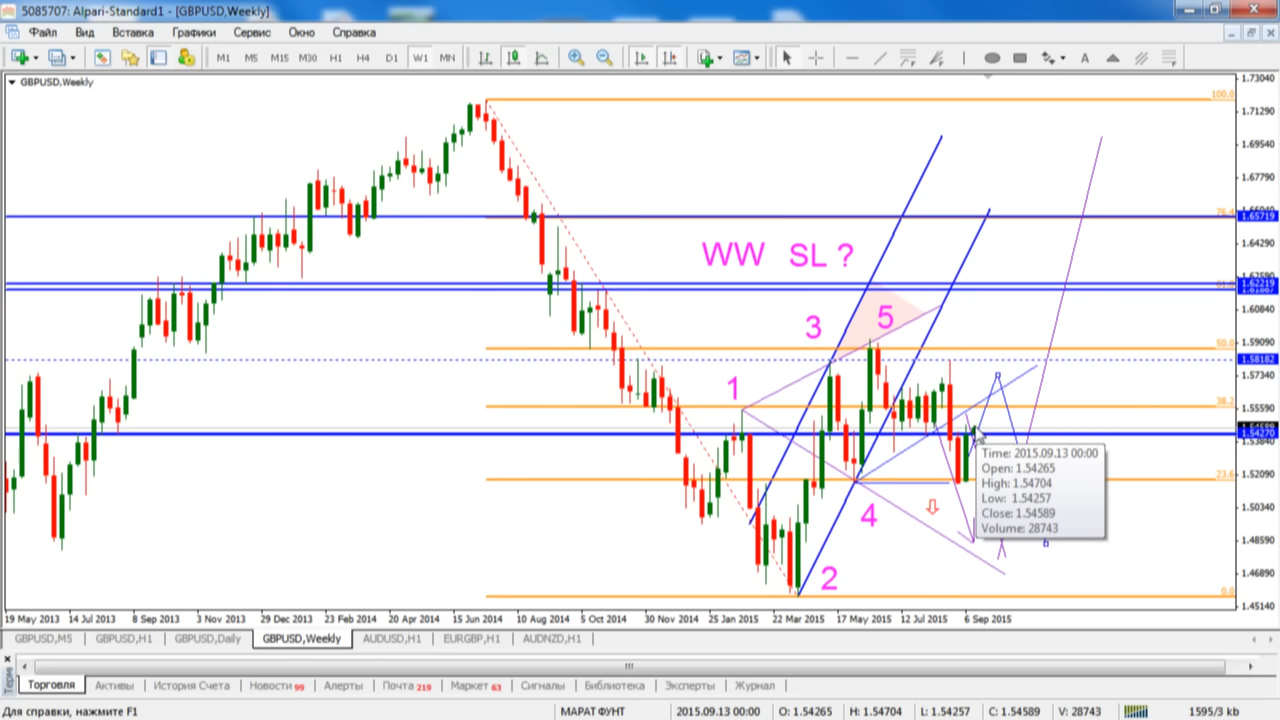 5085707: Alpari-Standard1 - [GBPUSD,Weekly]
Файл Вид Вставка Графики Сервис Окно Справка
M1 M5 M15 M30 H1 H4 D1 W1 MN A
GBPUSD,Weekly
1.73040
100.0
1.71290
1.69540
1.67790
76.4
1.65719
WW SL ?
1.64290
1.62219
3
5
1.59090
50.0
1.58182
1
1.57340
38.2
1.55590
1.54589
1.54270
1.53840
Time: 2015.09.13 00:00
Open: 1.54265
High: 1.54704
Low: 1.54257
Close: 1.54589
Volume: 28743
23.6
1.52090
4
1.50340
1.48590
2
1.46890
0.0
1.45140
19 May 2013 14 Jul 2013 8 Sep 2013 3 Nov 2013 29 Dec 2013 23 Feb 2014 20 Apr 2014 15 Jun 2014 10 Aug 2014 5 Oct 2014 30 Nov 2014 25 Jan 2015 22 Mar 2015 17 May 2015 12 Jul 2015 6 Sep 2015
GBPUSD,M5 GBPUSD,H1 GBPUSD,Daily GBPUSD,Weekly AUDUSD,H1 EURGBP,H1 AUDNZD,H1
Торговля Активы История Счета Новости 99 Алерты Почта 219 Маркет 63 Сигналы Библиотека Эксперты Журнал
Для справки, нажмите F1 МАРАТ ФУНТ 2015.09.13 00:00 O: 1.54265 H: 1.54704 L: 1.54257 C: 1.54589 V: 28743 1595/3 kb